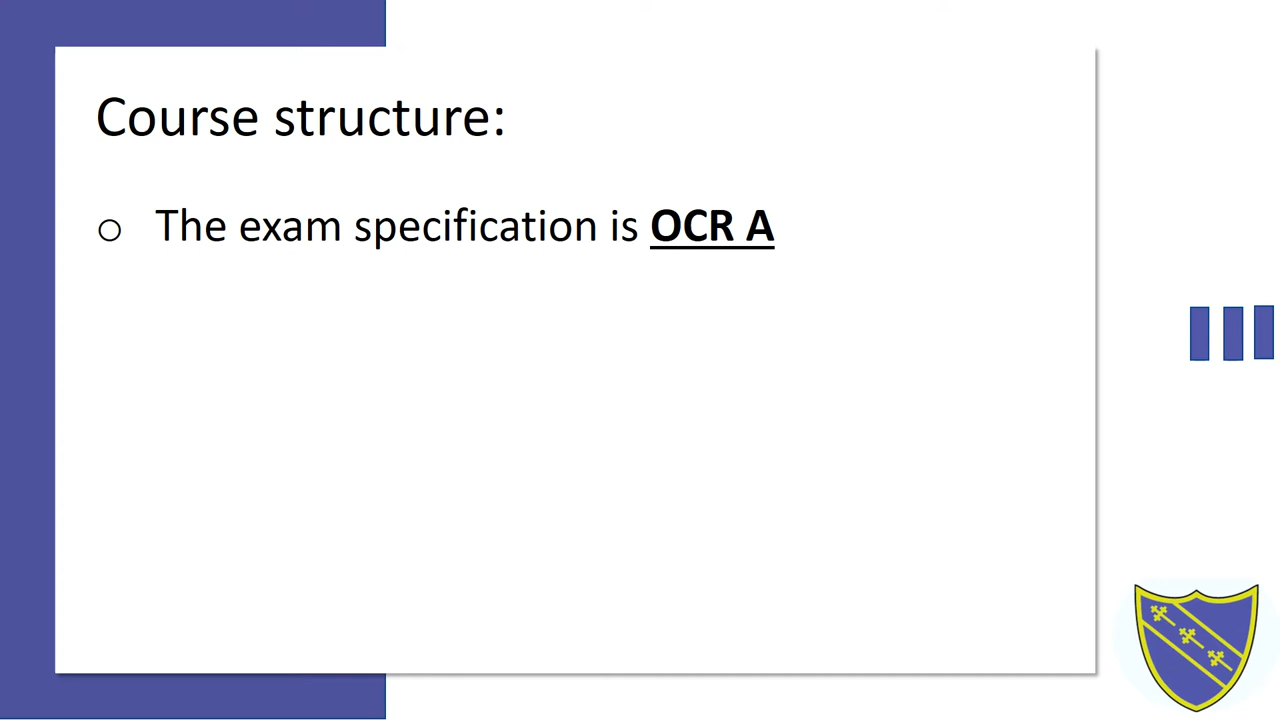 Course structure:
o The exam specification is OCR A